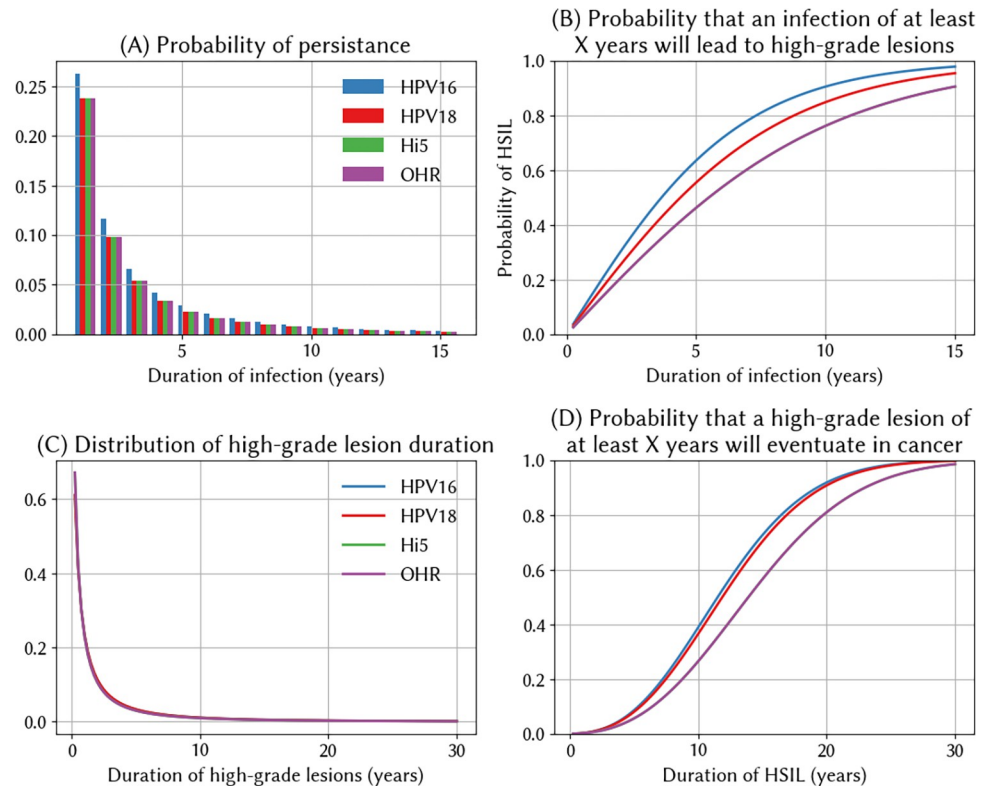 (A) Probability of persistance
0.25
0.20
0.15
0.10
0.05
0.00
HPV16
HPV18
Hi5
OHR
5
10
15
Duration of infection (years)
(B) Probability that an infection of at least
X years will lead to high-grade lesions
Probability of HSIL
1.0
0.8
0.6
0.4
0.2
0.0
0
5
10
15
Duration of infection (years)
(C) Distribution of high-grade lesion duration
0.6
0.4
0.2
0.0
HPV16
HPV18
Hi5
OHR
0
10
20
30
Duration of high-grade lesions (years)
(D) Probability that a high-grade lesion of
at least X years will eventuate in cancer
1.0
0.8
0.6
0.4
0.2
0.0
0
10
20
30
Duration of HSIL (years)